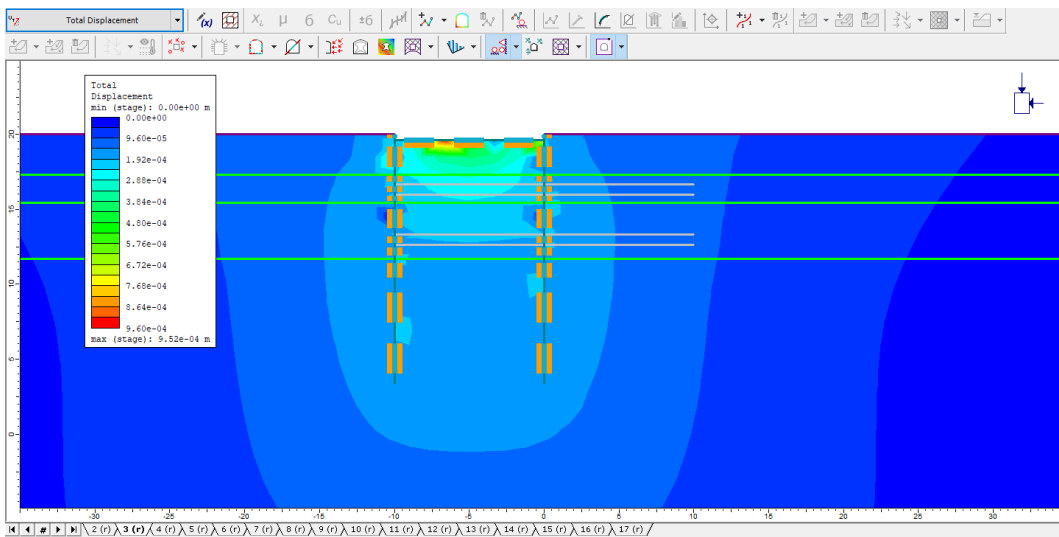 Total Displacement
(x)
X⊥ μ б Cᵤ ±б
Total
Displacement
min (stage): 0.00e+00 m
0.00e+00
9.60e-05
1.92e-04
2.88e-04
3.84e-04
4.80e-04
5.76e-04
6.72e-04
7.68e-04
8.64e-04
9.60e-04
max (stage): 9.52e-04 m
20
15
10
5
0
-30 -25 -20 -15 -10 -5 0 5 10 15 20 25 30
# 2 (r) 3 (r) 4 (r) 5 (r) 6 (r) 7 (r) 8 (r) 9 (r) 10 (r) 11 (r) 12 (r) 13 (r) 14 (r) 15 (r) 16 (r) 17 (r)